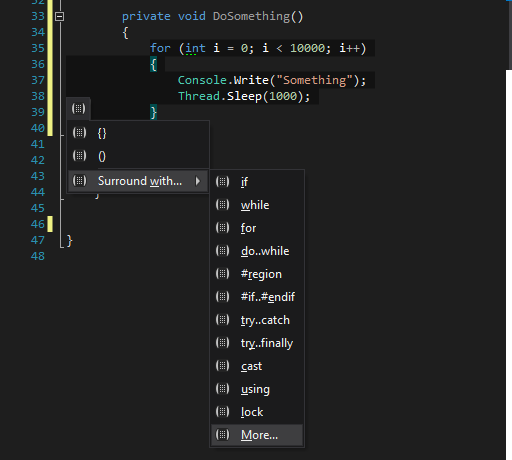 32
33 private void DoSomething()
34 {
35 for (int i = 0; i < 10000; i++)
36 {
37 Console.Write("Something");
38 Thread.Sleep(1000);
39 }
40
41 {}
42 ()
43 Surround with...
44 }
45
46
47 }
48
if
while
for
do..while
#region
#if..#endif
try..catch
try..finally
cast
using
lock
More...